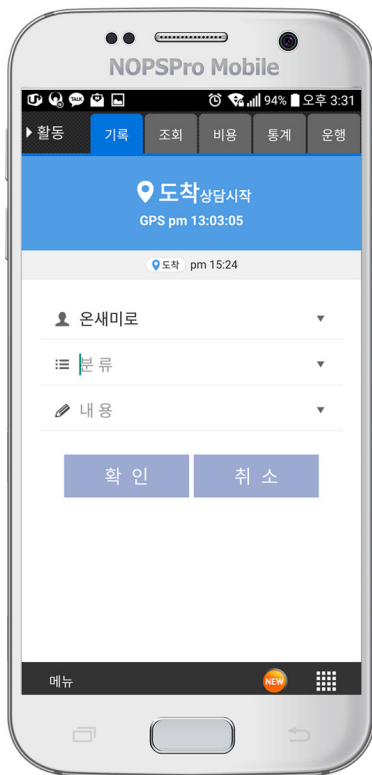 NOPSPro Mobile
TALK 94% 오후 3:31
활동 기록 조회 비용 통계 운행
도착상담시작
GPS pm 13:03:05
도착 pm 15:24
온새미로
분 류
내 용
확 인 취 소
메뉴 NEW